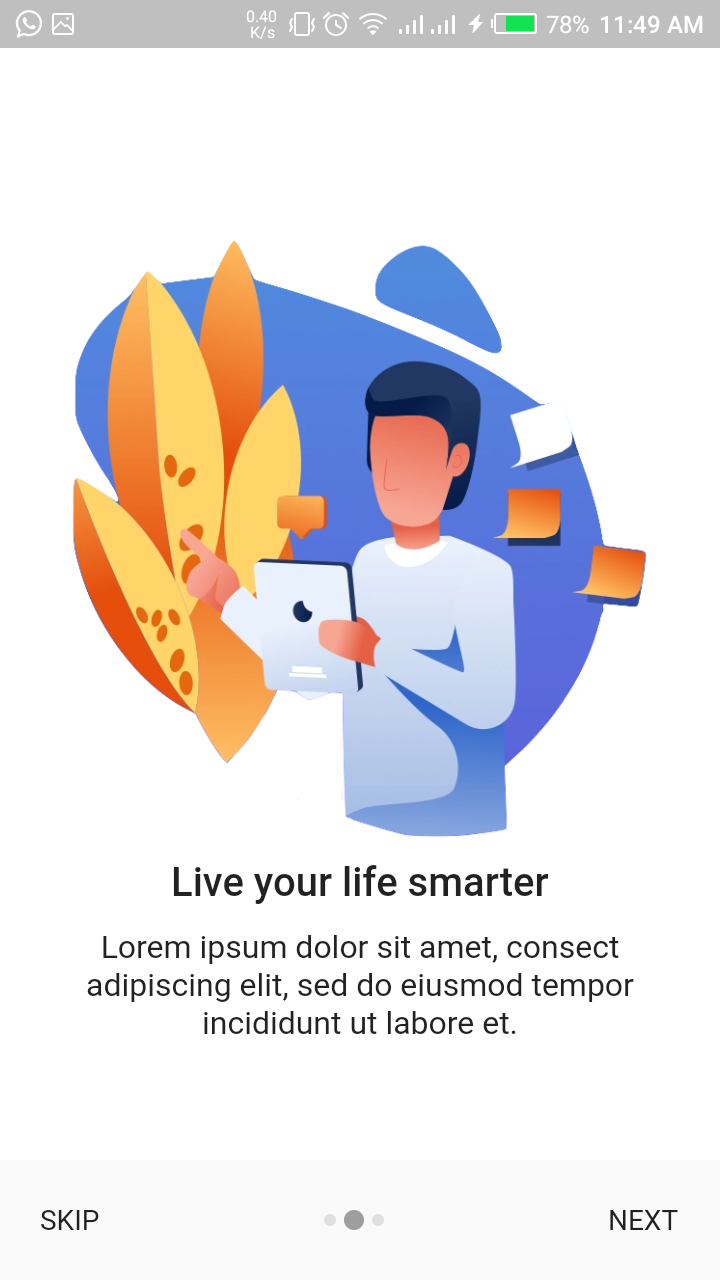 0.40
K/s
78% 11:49 AM
Live your life smarter
Lorem ipsum dolor sit amet, consect
adipiscing elit, sed do eiusmod tempor
incididunt ut labore et.
SKIP
NEXT